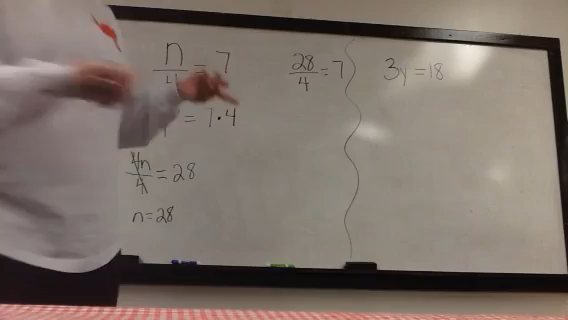 n/4 = 7
= 7·4
4n/4 = 28
n=28
28/4 = 7
3y = 18